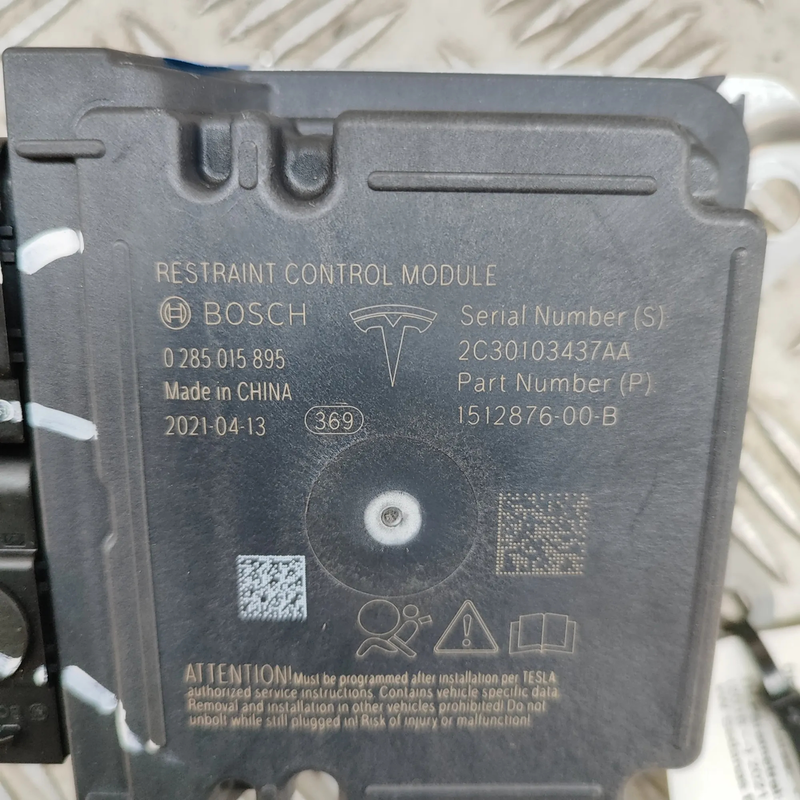 RESTRAINT CONTROL MODULE
BOSCH
0 285 015 895
Made in CHINA
2021-04-13
369
Serial Number (S)
2C30103437AA
Part Number (P)
1512876-00-B
ATTENTION! Must be programmed after installation per TESLA
authorized service instructions. Contains vehicle specific data.
Removal and installation in other vehicles prohibited! Do not
unbolt while still plugged in! Risk of injury or malfunction!